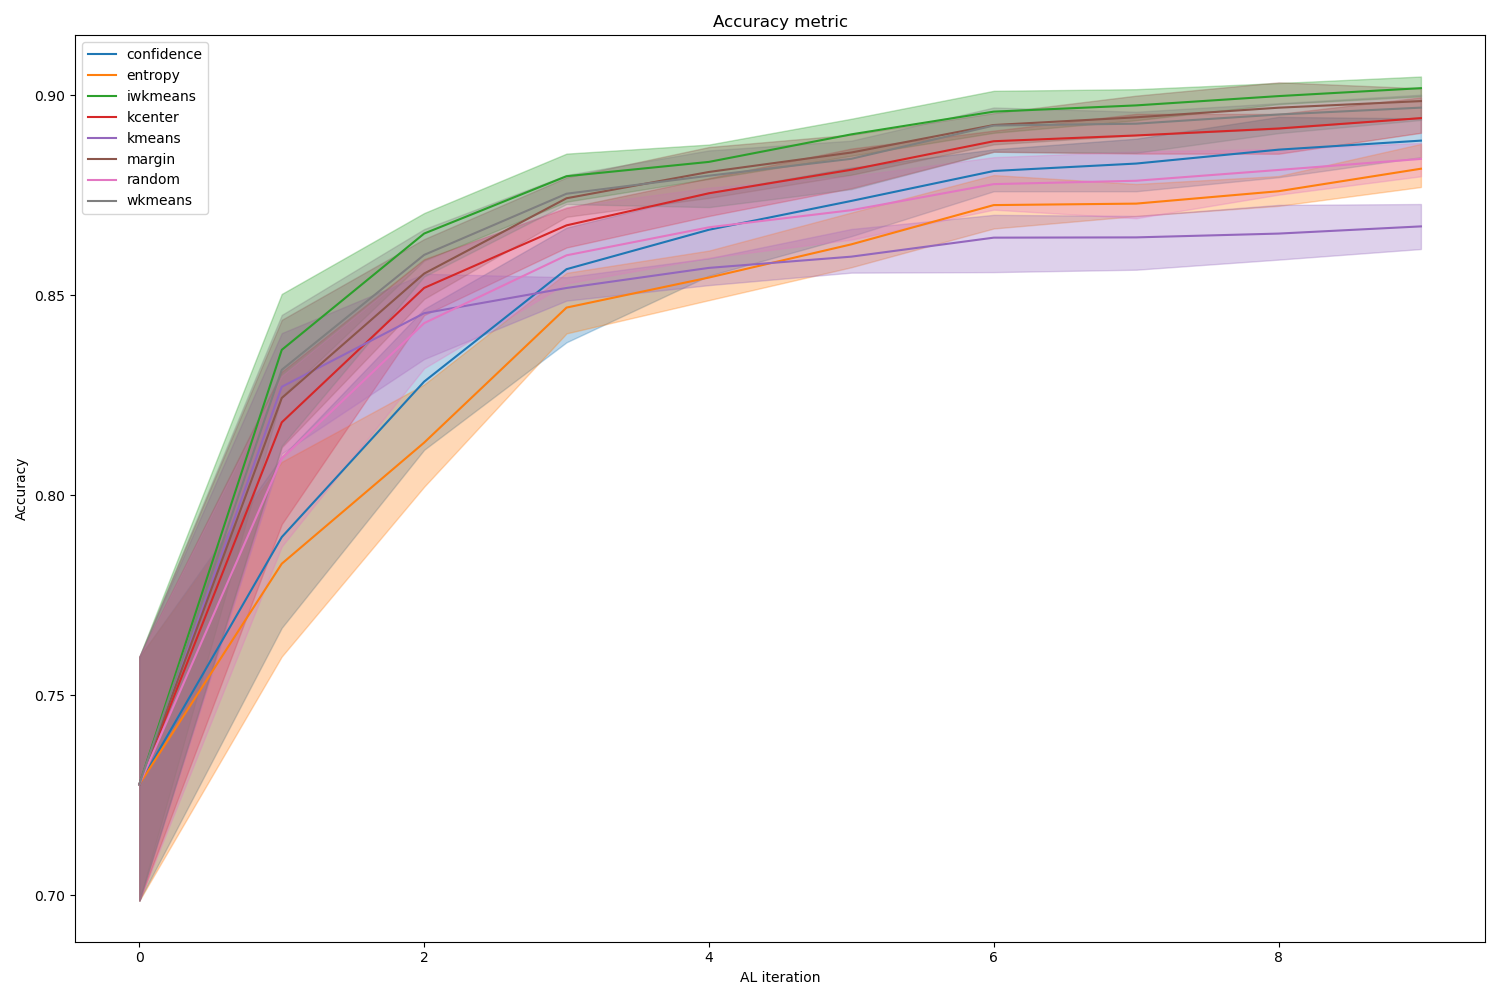 Accuracy metric
confidence
entropy
iwkmeans
kcenter
kmeans
margin
random
wkmeans
0.90
0.85
0.80
0.75
0.70
Accuracy
0 2 4 6 8
AL iteration